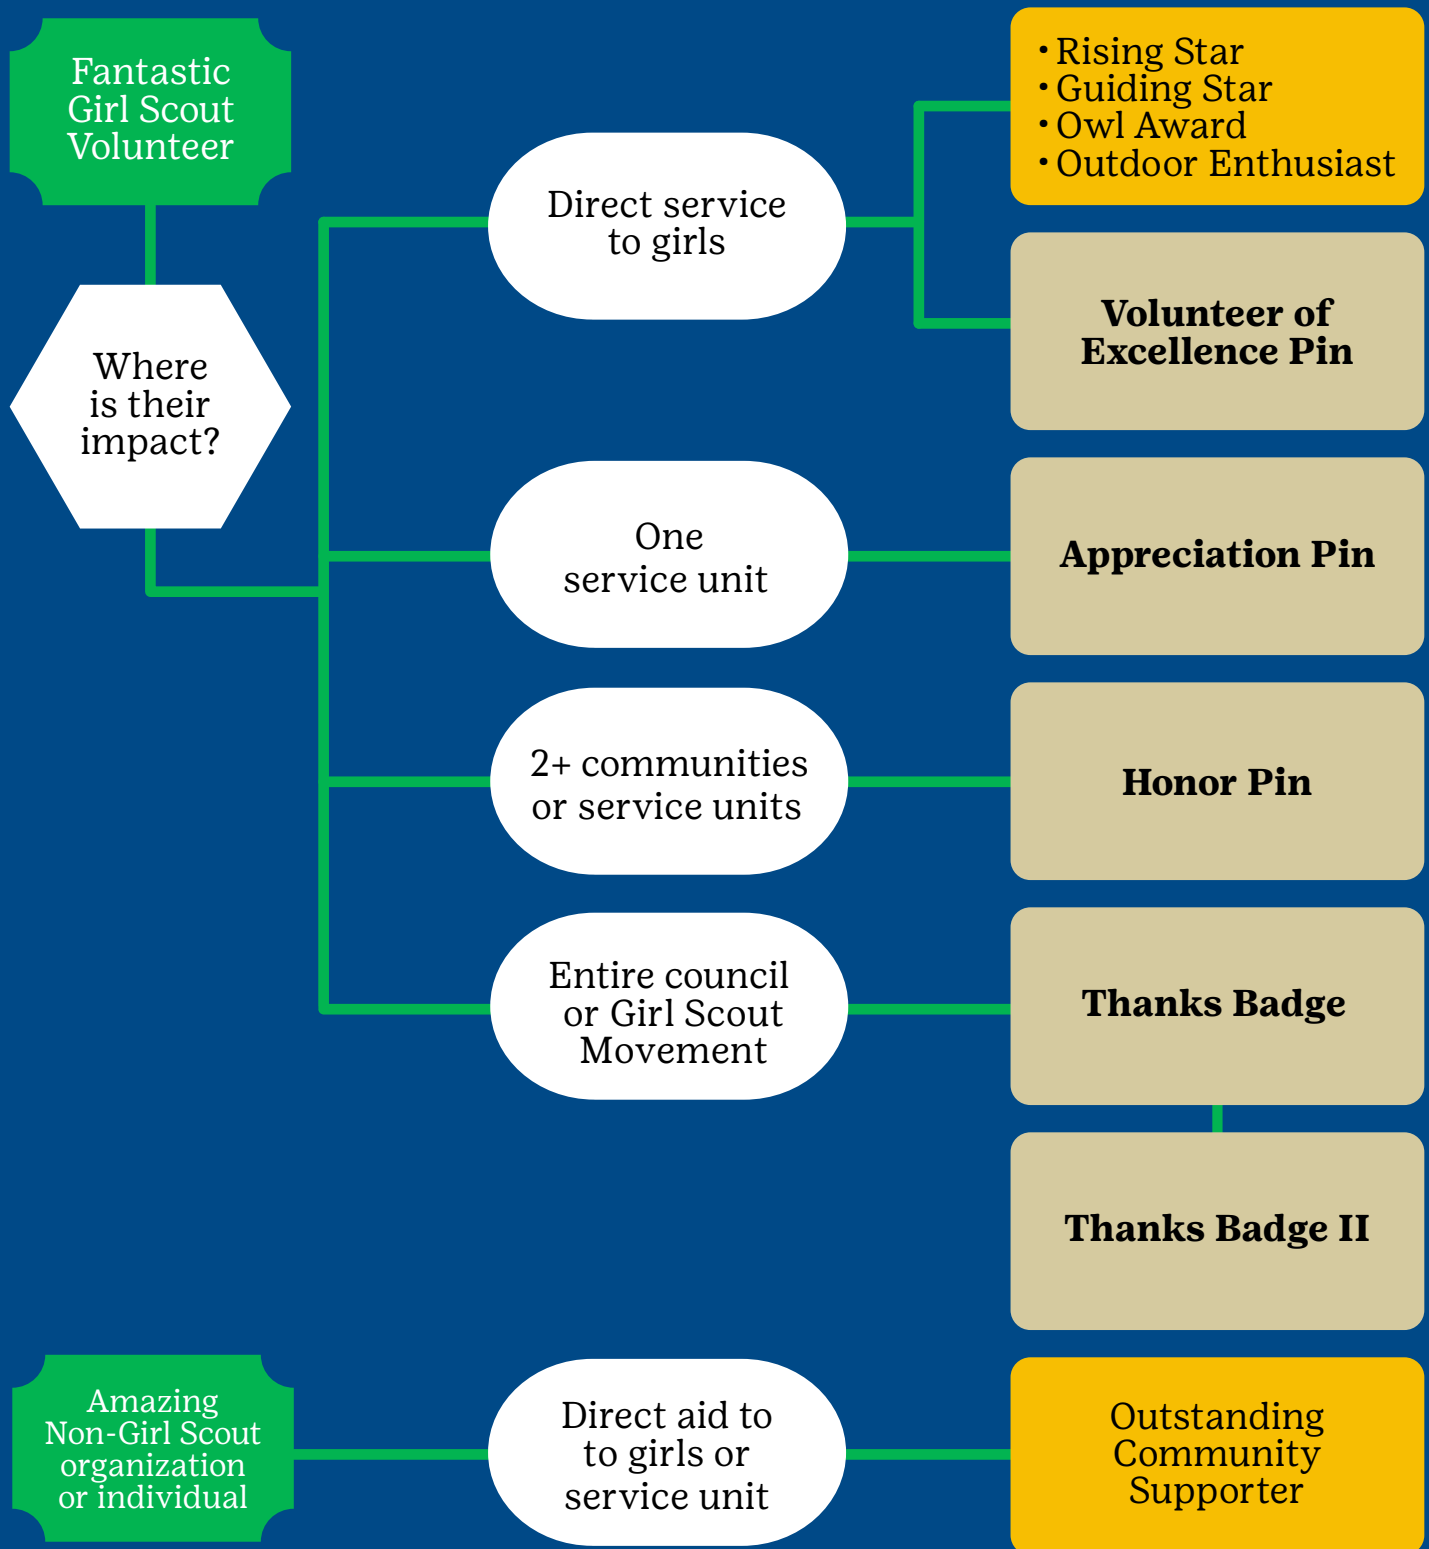 Fantastic
Girl Scout
Volunteer
Where
is their
impact?
Direct service
to girls
• Rising Star
• Guiding Star
• Owl Award
• Outdoor Enthusiast
Volunteer of
Excellence Pin
One
service unit
Appreciation Pin
2+ communities
or service units
Honor Pin
Entire council
or Girl Scout
Movement
Thanks Badge
Thanks Badge II
Amazing
Non-Girl Scout
organization
or individual
Direct aid to
to girls or
service unit
Outstanding
Community
Supporter